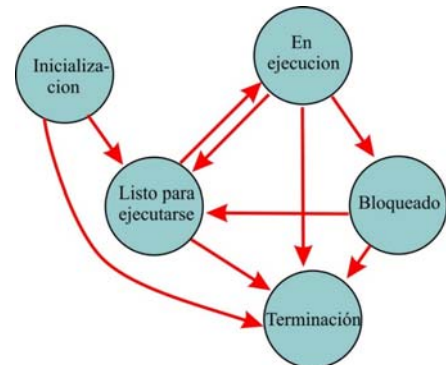 Inicializa-
cion
En
ejecucion
Listo para
ejecutarse
Bloqueado
Terminación